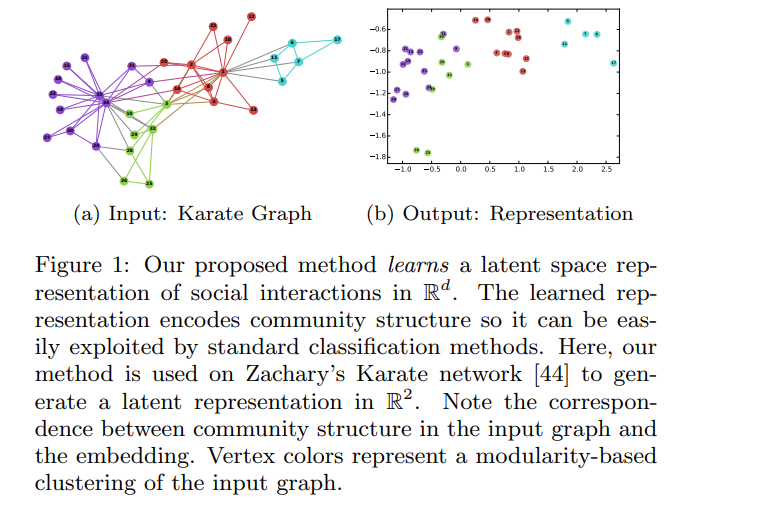 −0.6
−0.8
−1.0
−1.2
−1.4
−1.6
−1.8
−1.0 −0.5 0.0 0.5 1.0 1.5 2.0 2.5
(a) Input: Karate Graph (b) Output: Representation
Figure 1: Our proposed method learns a latent space rep-
resentation of social interactions in ℝᵈ. The learned rep-
resentation encodes community structure so it can be eas-
ily exploited by standard classification methods. Here, our
method is used on Zachary's Karate network [44] to gen-
erate a latent representation in ℝ². Note the correspon-
dence between community structure in the input graph and
the embedding. Vertex colors represent a modularity-based
clustering of the input graph.